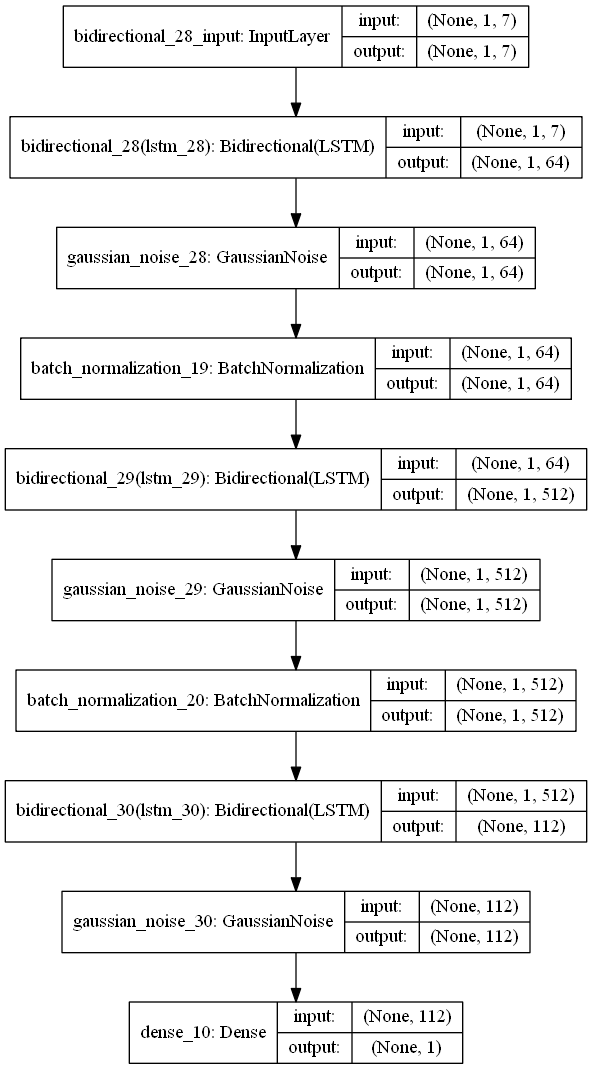 bidirectional_28_input: InputLayer
input: (None, 1, 7)
output: (None, 1, 7)
bidirectional_28(lstm_28): Bidirectional(LSTM)
input: (None, 1, 7)
output: (None, 1, 64)
gaussian_noise_28: GaussianNoise
input: (None, 1, 64)
output: (None, 1, 64)
batch_normalization_19: BatchNormalization
input: (None, 1, 64)
output: (None, 1, 64)
bidirectional_29(lstm_29): Bidirectional(LSTM)
input: (None, 1, 64)
output: (None, 1, 512)
gaussian_noise_29: GaussianNoise
input: (None, 1, 512)
output: (None, 1, 512)
batch_normalization_20: BatchNormalization
input: (None, 1, 512)
output: (None, 1, 512)
bidirectional_30(lstm_30): Bidirectional(LSTM)
input: (None, 1, 512)
output: (None, 112)
gaussian_noise_30: GaussianNoise
input: (None, 112)
output: (None, 112)
dense_10: Dense
input: (None, 112)
output: (None, 1)